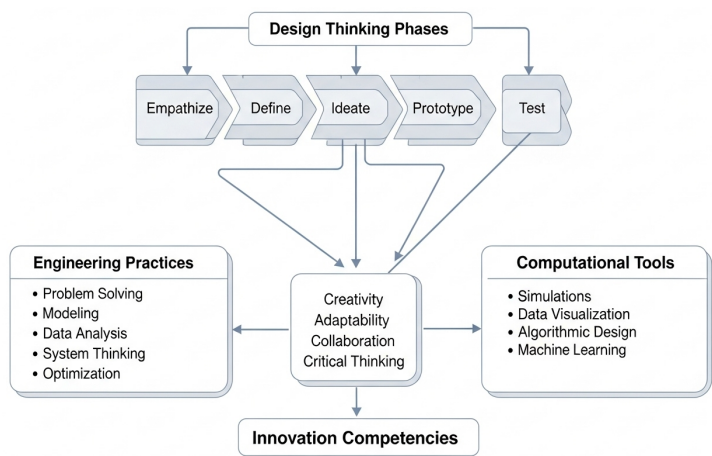 Design Thinking Phases
Empathize
Define
Ideate
Prototype
Test
Engineering Practices
• Problem Solving
• Modeling
• Data Analysis
• System Thinking
• Optimization
Creativity
Adaptability
Collaboration
Critical Thinking
Computational Tools
• Simulations
• Data Visualization
• Algorithmic Design
• Machine Learning
Innovation Competencies